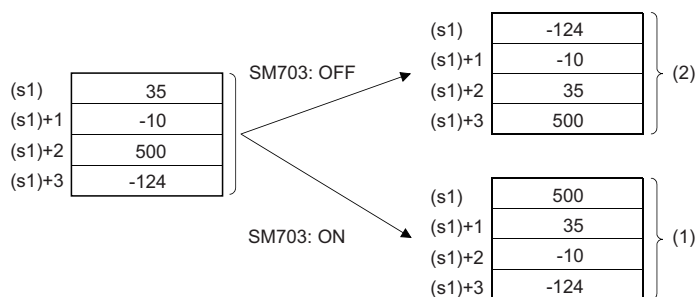 (s1) 35
(s1)+1 -10
(s1)+2 500
(s1)+3 -124
SM703: OFF
SM703: ON
(s1) -124
(s1)+1 -10
(s1)+2 35
(s1)+3 500
(2)
(s1) 500
(s1)+1 35
(s1)+2 -10
(s1)+3 -124
(1)